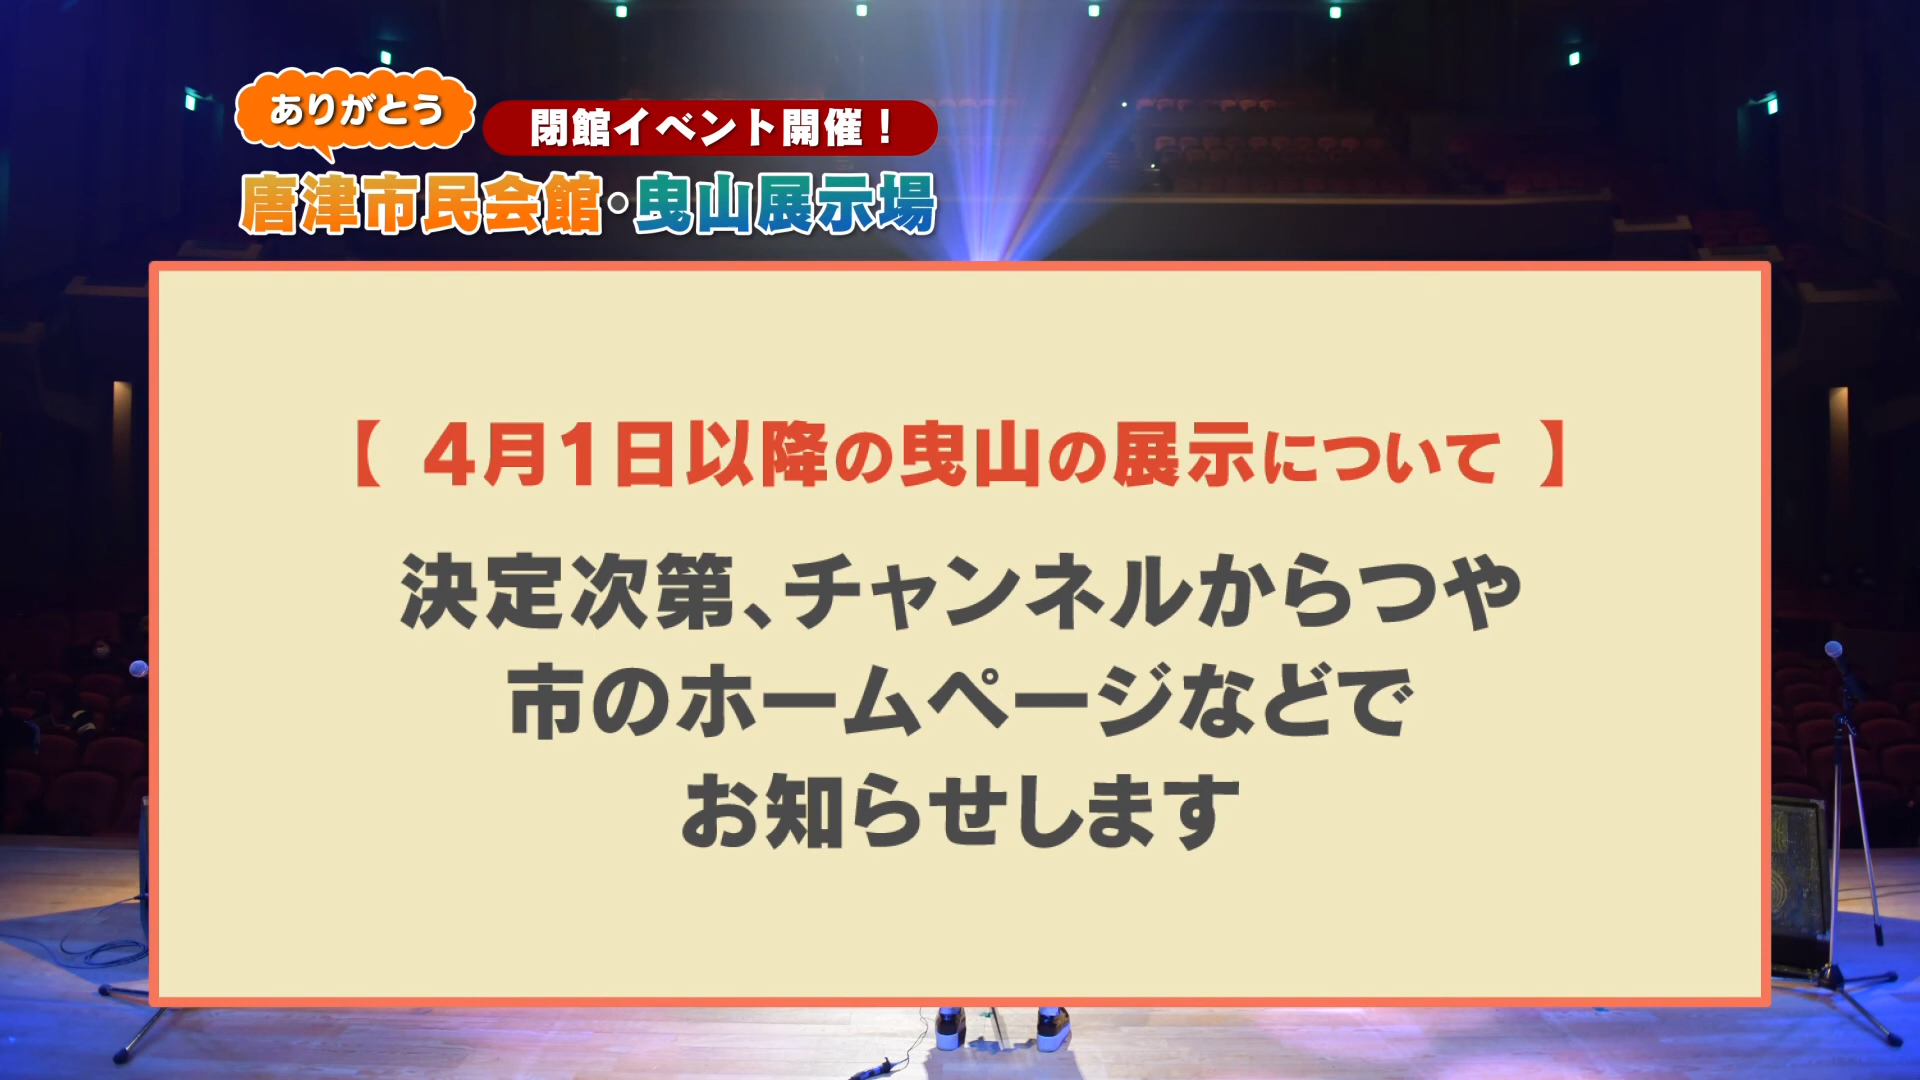 ありがとう
閉館イベント開催！
唐津市民会館・曳山展示場
【 4月1日以降の曳山の展示について 】
決定次第、チャンネルからつや
市のホームページなどで
お知らせします